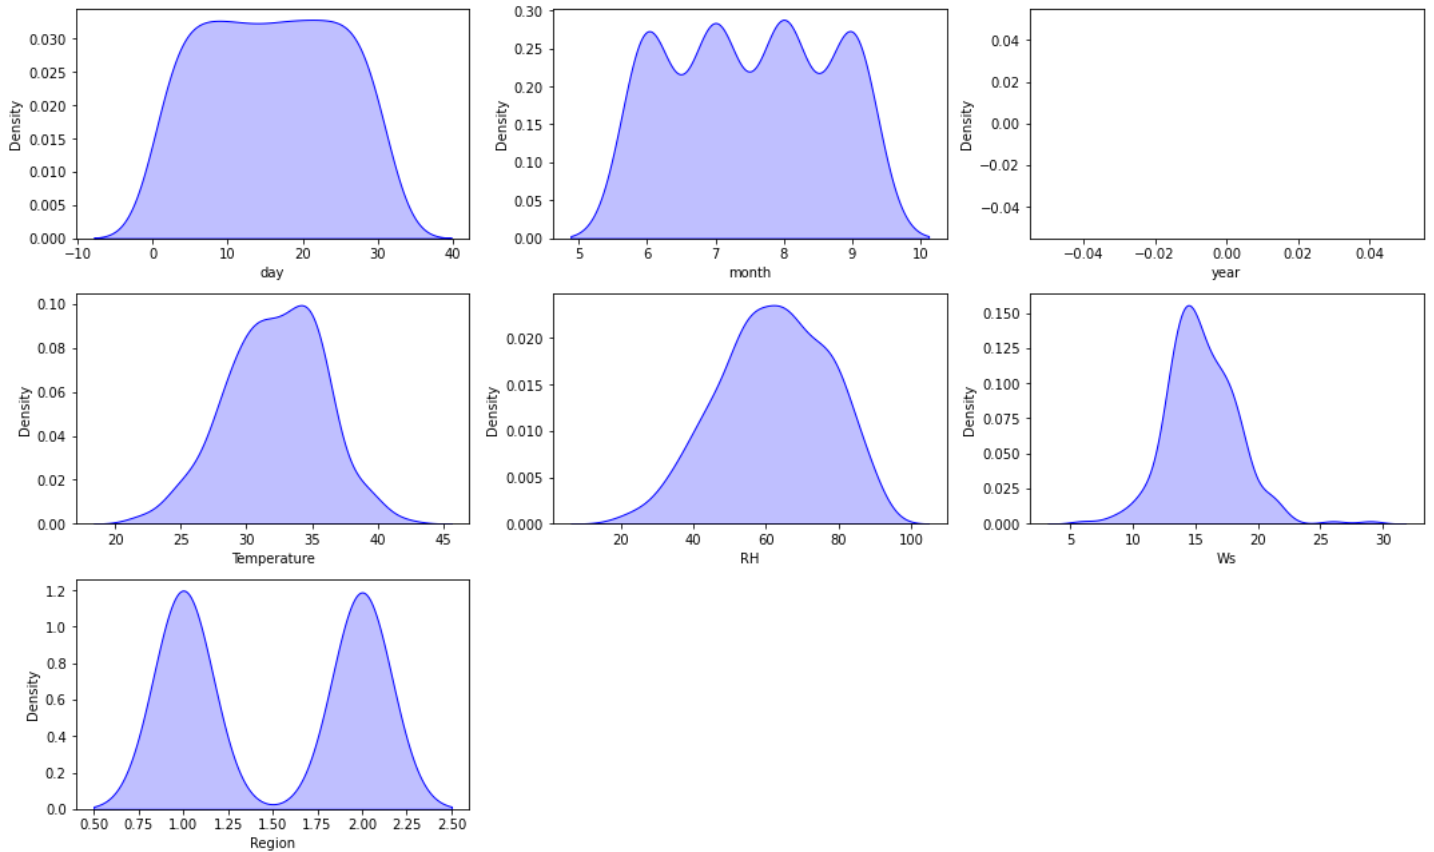 0.030
0.025
0.020
0.015
0.010
0.005
0.000
Density
−10 0 10 20 30 40
day
0.30
0.25
0.20
0.15
0.10
0.05
0.00
Density
5 6 7 8 9 10
month
0.04
0.02
0.00
−0.02
−0.04
Density
−0.04 −0.02 0.00 0.02 0.04
year
0.10
0.08
0.06
0.04
0.02
0.00
Density
20 25 30 35 40 45
Temperature
0.020
0.015
0.010
0.005
0.000
Density
20 40 60 80 100
RH
0.150
0.125
0.100
0.075
0.050
0.025
0.000
Density
5 10 15 20 25 30
Ws
1.2
1.0
0.8
0.6
0.4
0.2
0.0
Density
0.50 0.75 1.00 1.25 1.50 1.75 2.00 2.25 2.50
Region